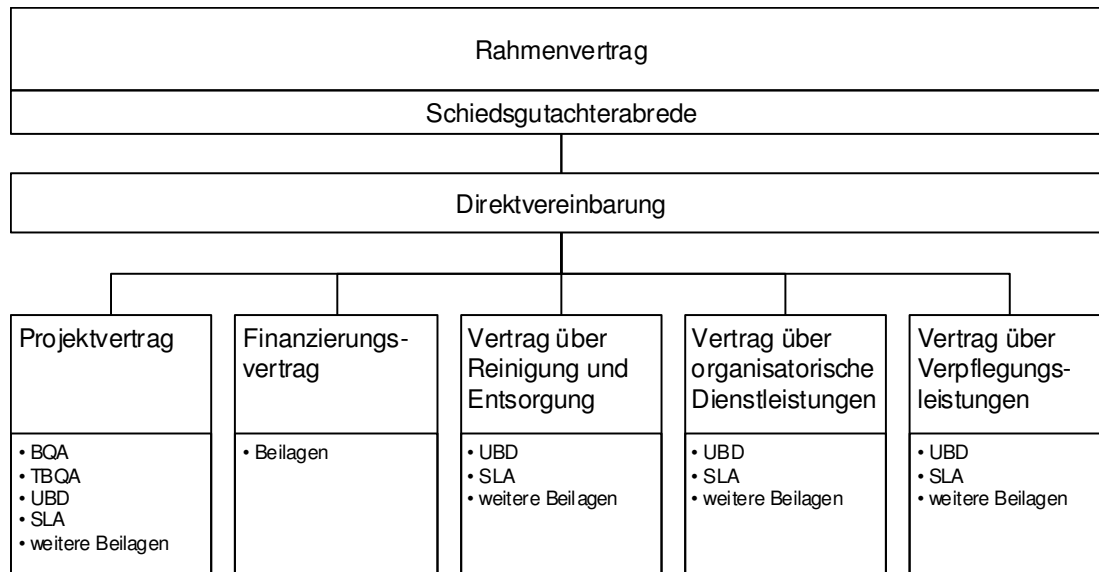 Rahmenvertrag
Schiedsgutachterabrede
Direktvereinbarung
Projektvertrag
• BQA
• TBQA
• UBD
• SLA
• weitere Beilagen
Finanzierungs-
vertrag
• Beilagen
Vertrag über
Reinigung und
Entsorgung
• UBD
• SLA
• weitere Beilagen
Vertrag über
organisatorische
Dienstleistungen
• UBD
• SLA
• weitere Beilagen
Vertrag über
Verpflegungs-
leistungen
• UBD
• SLA
• weitere Beilagen